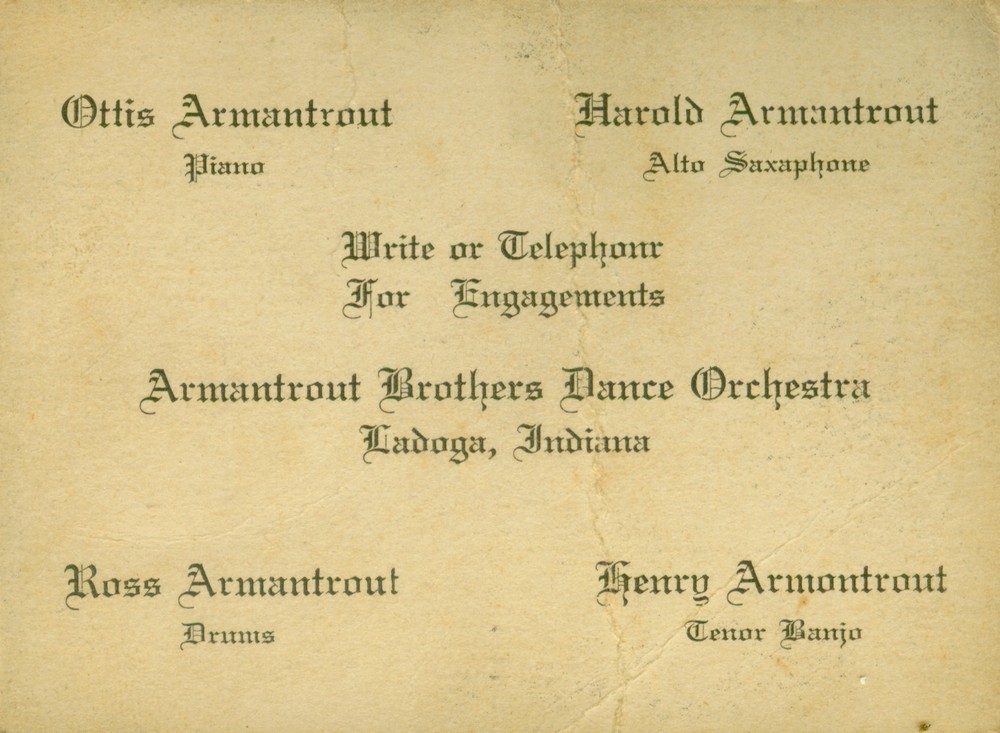 Ottis Armantrout
Piano
Harold Armantrout
Alto Saxaphone
Write or Telephonr
For Engagements
Armantrout Brothers Dance Orchestra
Ladoga, Indiana
Ross Armantrout
Drums
Henry Armontrout
Tenor Banjo